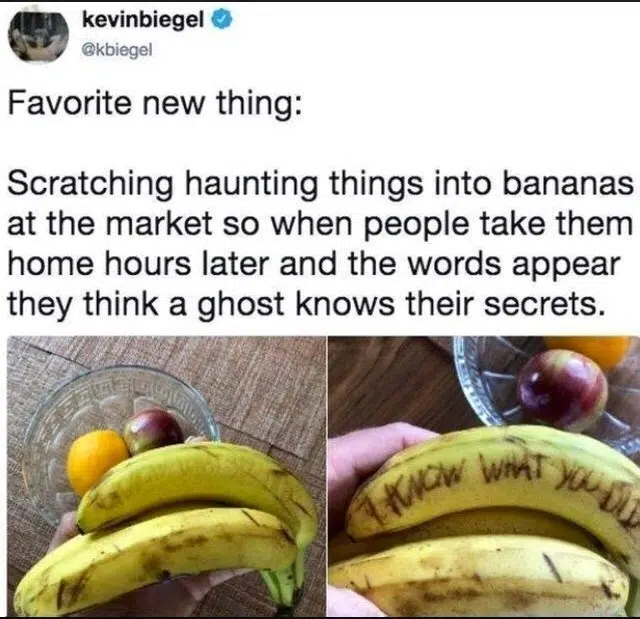 kevinbiegel
@kbiegel
Favorite new thing:
Scratching haunting things into bananas
at the market so when people take them
home hours later and the words appear
they think a ghost knows their secrets.
I KNOW WHAT YOU DID